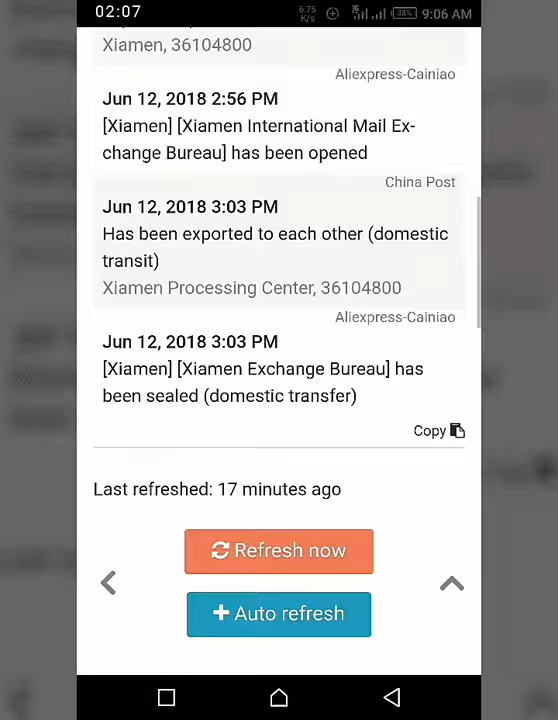 02:07
6.75
K/s
38%
9:06 AM
Xiamen, 36104800
Aliexpress-Cainiao
Jun 12, 2018 2:56 PM
[Xiamen] [Xiamen International Mail Ex-
change Bureau] has been opened
China Post
Jun 12, 2018 3:03 PM
Has been exported to each other (domestic
transit)
Xiamen Processing Center, 36104800
Aliexpress-Cainiao
Jun 12, 2018 3:03 PM
[Xiamen] [Xiamen Exchange Bureau] has
been sealed (domestic transfer)
Copy
Last refreshed: 17 minutes ago
Refresh now
Auto refresh